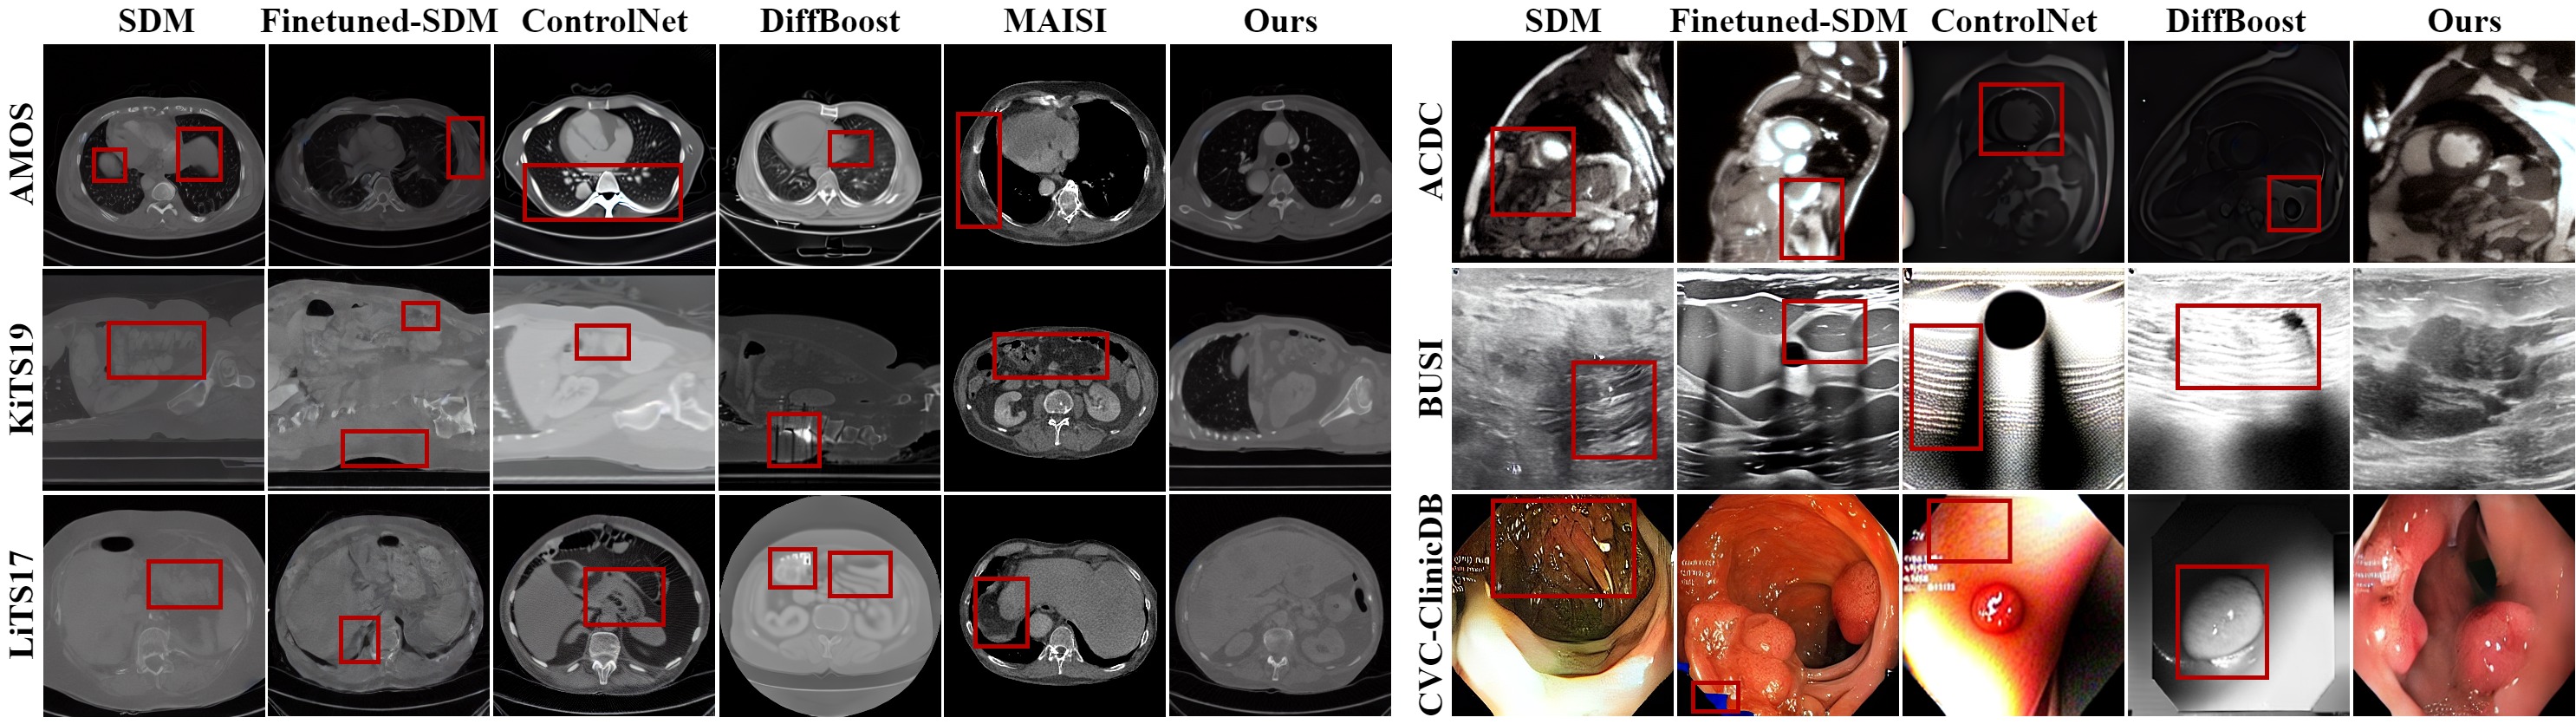 SDM Finetuned-SDM ControlNet DiffBoost MAISI Ours
AMOS
KiTS19
LiTS17
SDM Finetuned-SDM ControlNet DiffBoost Ours
ACDC
BUSI
CVC-ClinicDB